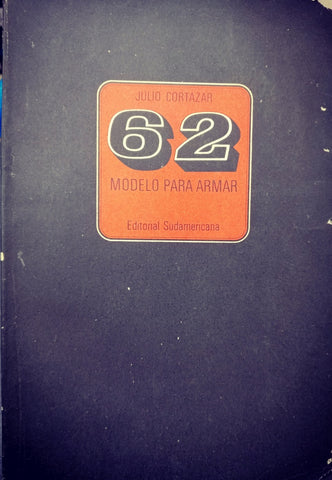 JULIO CORTAZAR
62
MODELO PARA ARMAR
Editorial Sudamericana